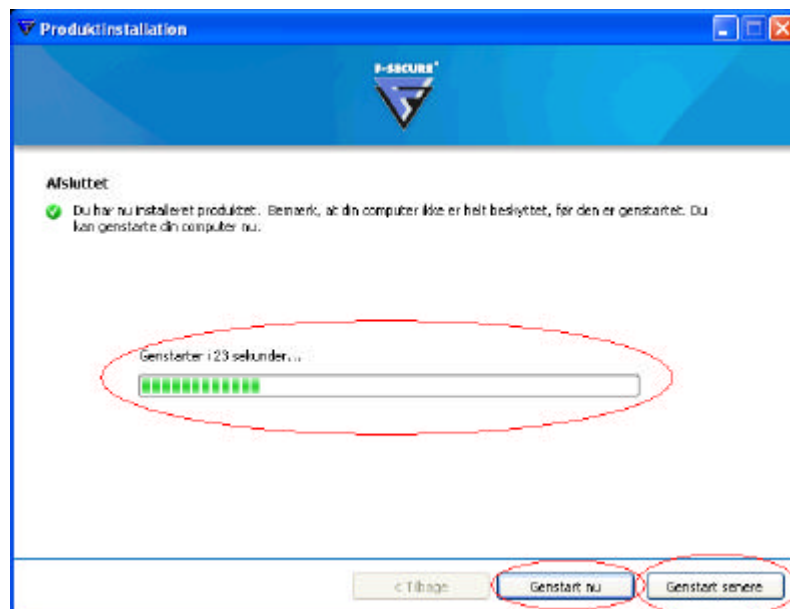 Produktinstallation
F-SECURE
Afsluttet
Du har nu installeret produktet. Bemærk, at din computer ikke er helt beskyttet, før den er genstartet. Du
kan genstarte din computer nu.
Genstarter i 23 sekunder...
< Tilbage
Genstart nu
Genstart senere